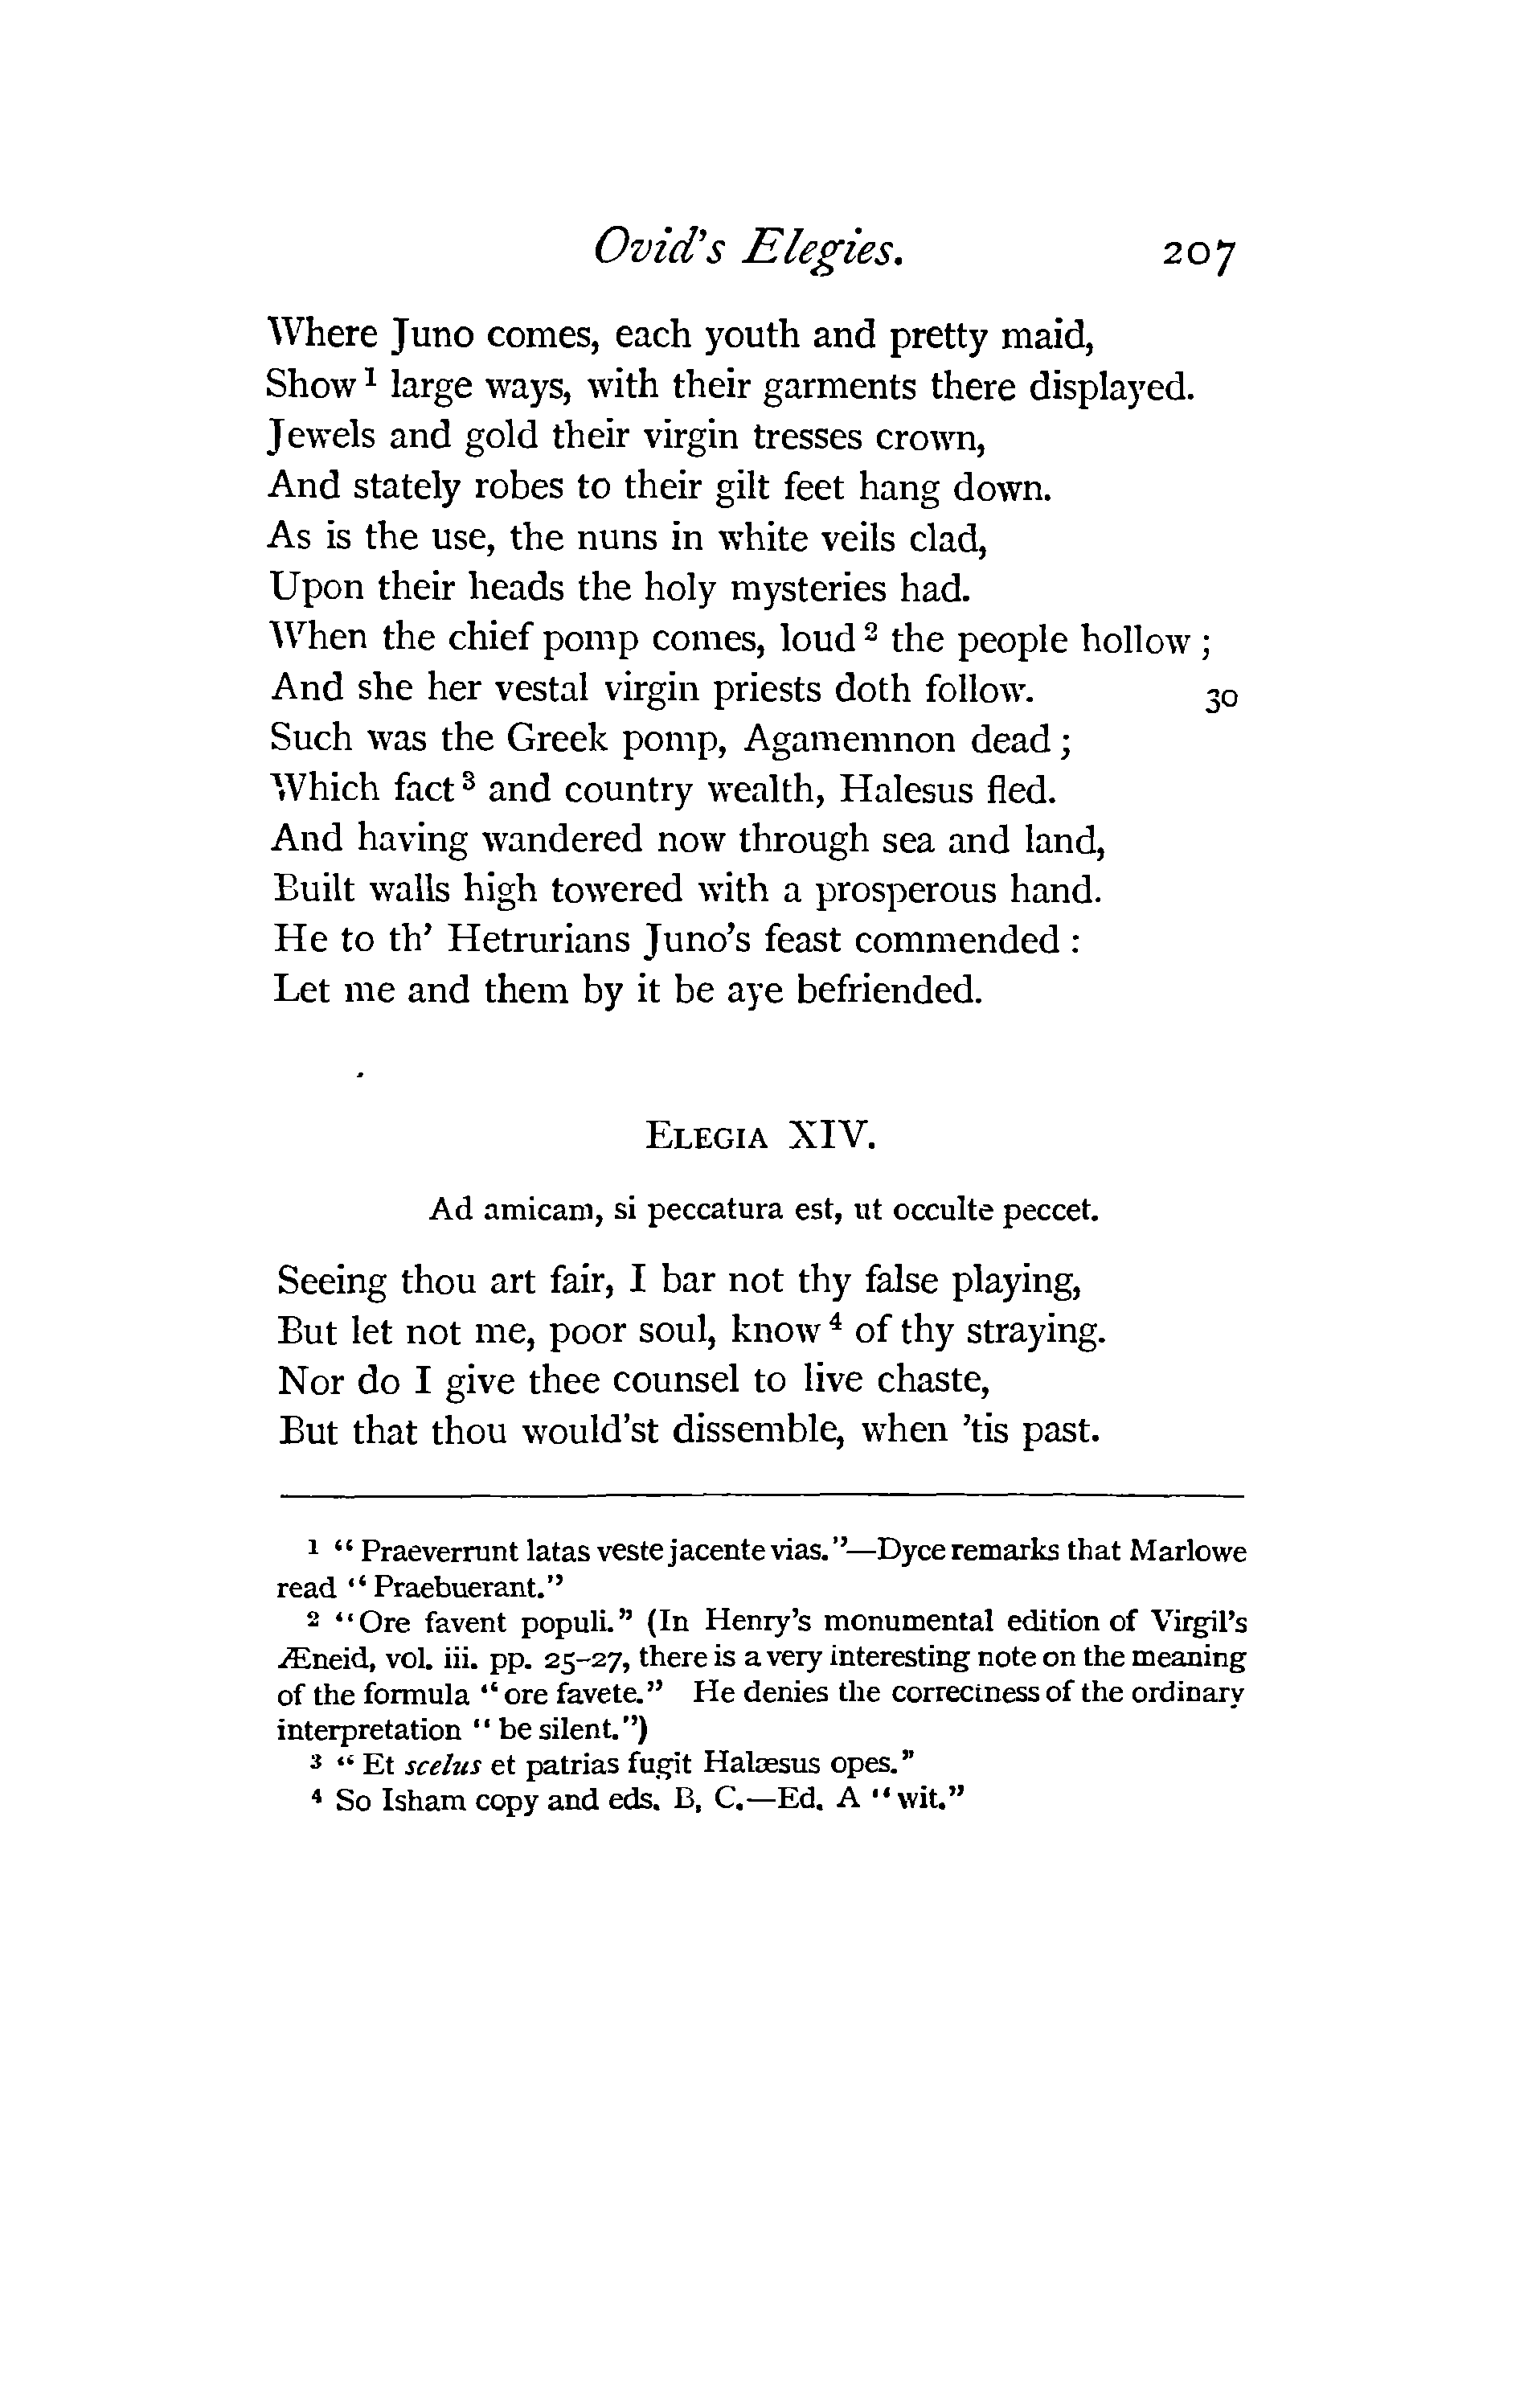 Ovid's Elegies. 207
Where Juno comes, each youth and pretty maid,
Show¹ large ways, with their garments there displayed.
Jewels and gold their virgin tresses crown,
And stately robes to their gilt feet hang down.
As is the use, the nuns in white veils clad,
Upon their heads the holy mysteries had.
When the chief pomp comes, loud² the people hollow ;
And she her vestal virgin priests doth follow. 30
Such was the Greek pomp, Agamemnon dead ;
Which fact³ and country wealth, Halesus fled.
And having wandered now through sea and land,
Built walls high towered with a prosperous hand.
He to th' Hetrurians Juno's feast commended :
Let me and them by it be aye befriended.
ELEGIA XIV.
Ad amicam, si peccatura est, ut occulte peccet.
Seeing thou art fair, I bar not thy false playing,
But let not me, poor soul, know⁴ of thy straying.
Nor do I give thee counsel to live chaste,
But that thou would'st dissemble, when 'tis past.
¹ “Praeverrunt latas veste jacente vias.”—Dyce remarks that Marlowe
read “Praebuerant.”
² “Ore favent populi.” (In Henry's monumental edition of Virgil's
Æneid, vol. iii. pp. 25–27, there is a very interesting note on the meaning
of the formula “ore favete.” He denies the correctness of the ordinary
interpretation “be silent.”)
³ “Et scelus et patrias fugit Halæsus opes.”
⁴ So Isham copy and eds. B, C.—Ed. A “wit.”